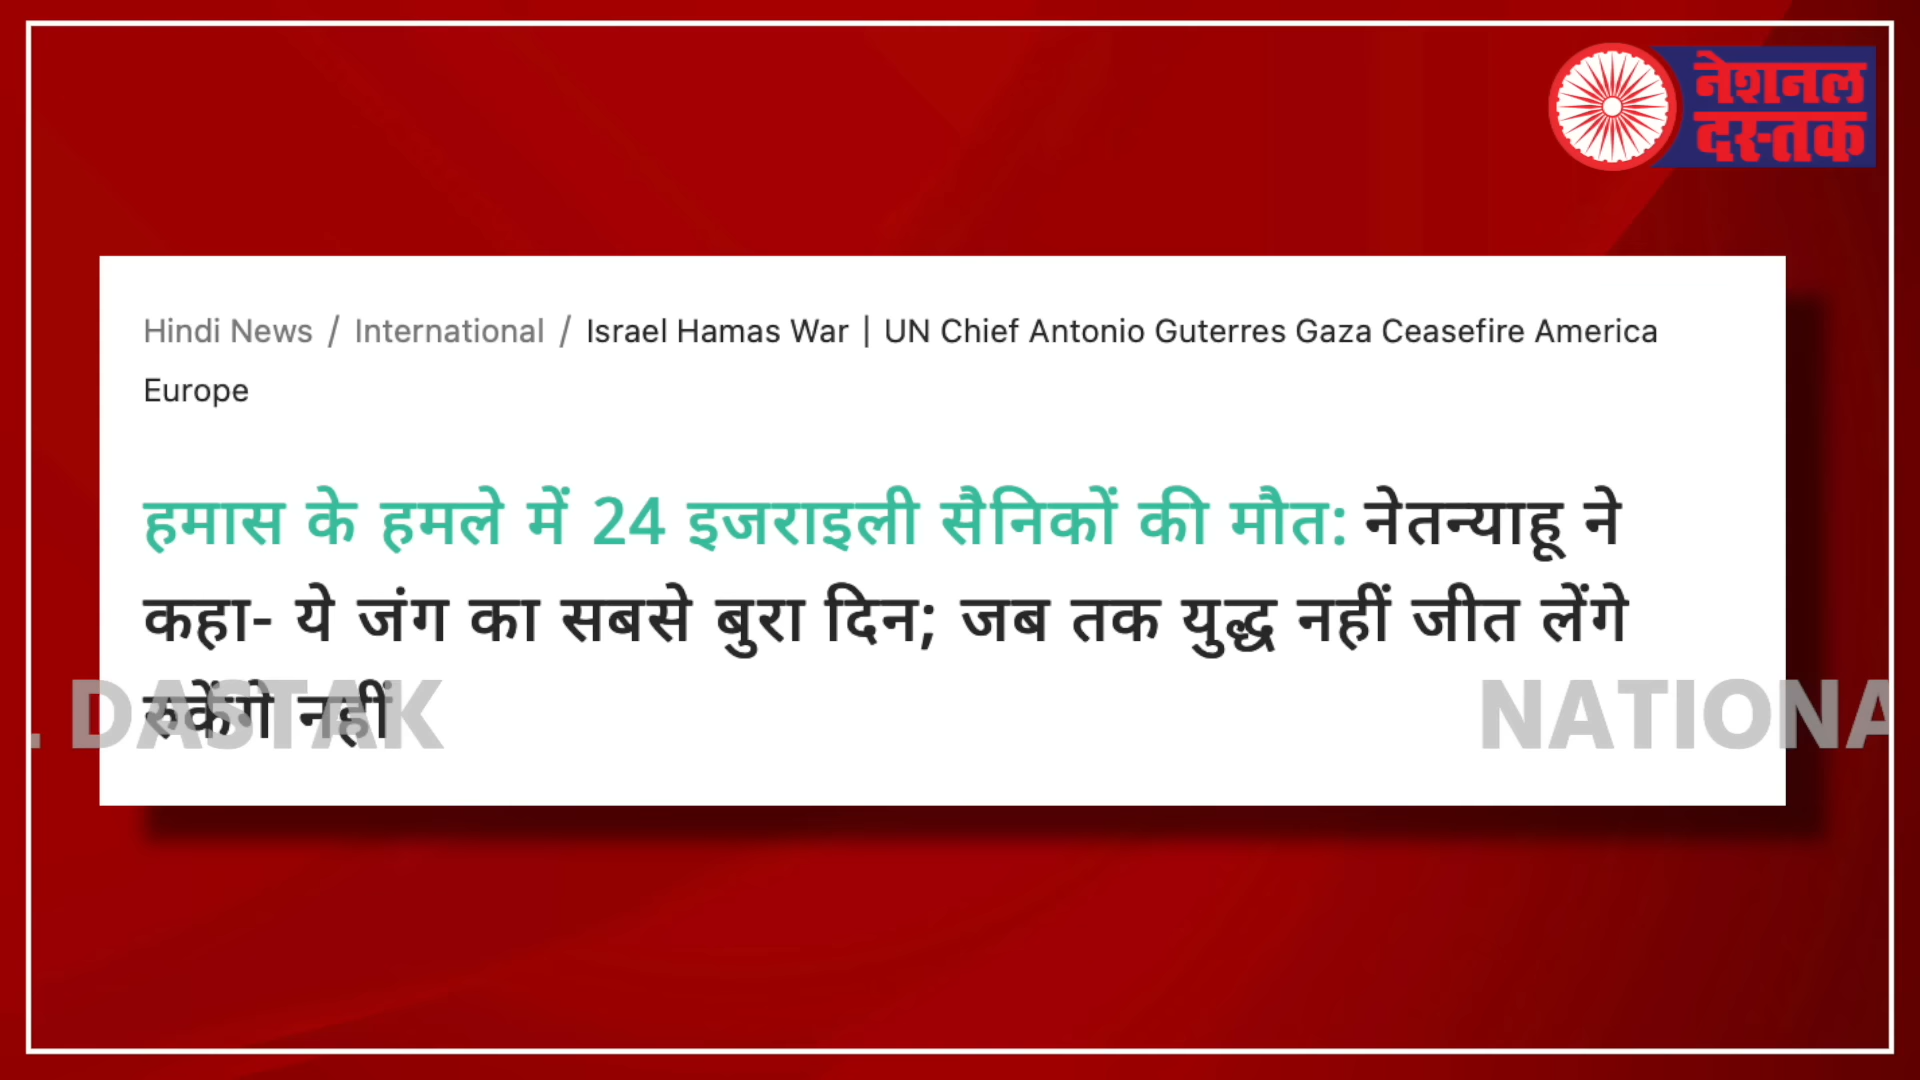 नेशनल
दस्तक
Hindi News / International / Israel Hamas War | UN Chief Antonio Guterres Gaza Ceasefire America
Europe
हमास के हमले में 24 इजराइली सैनिकों की मौत: नेतन्याहू ने
कहा- ये जंग का सबसे बुरा दिन; जब तक युद्ध नहीं जीत लेंगे
रुकेंगे नहीं
. DASTAK
NATIONA